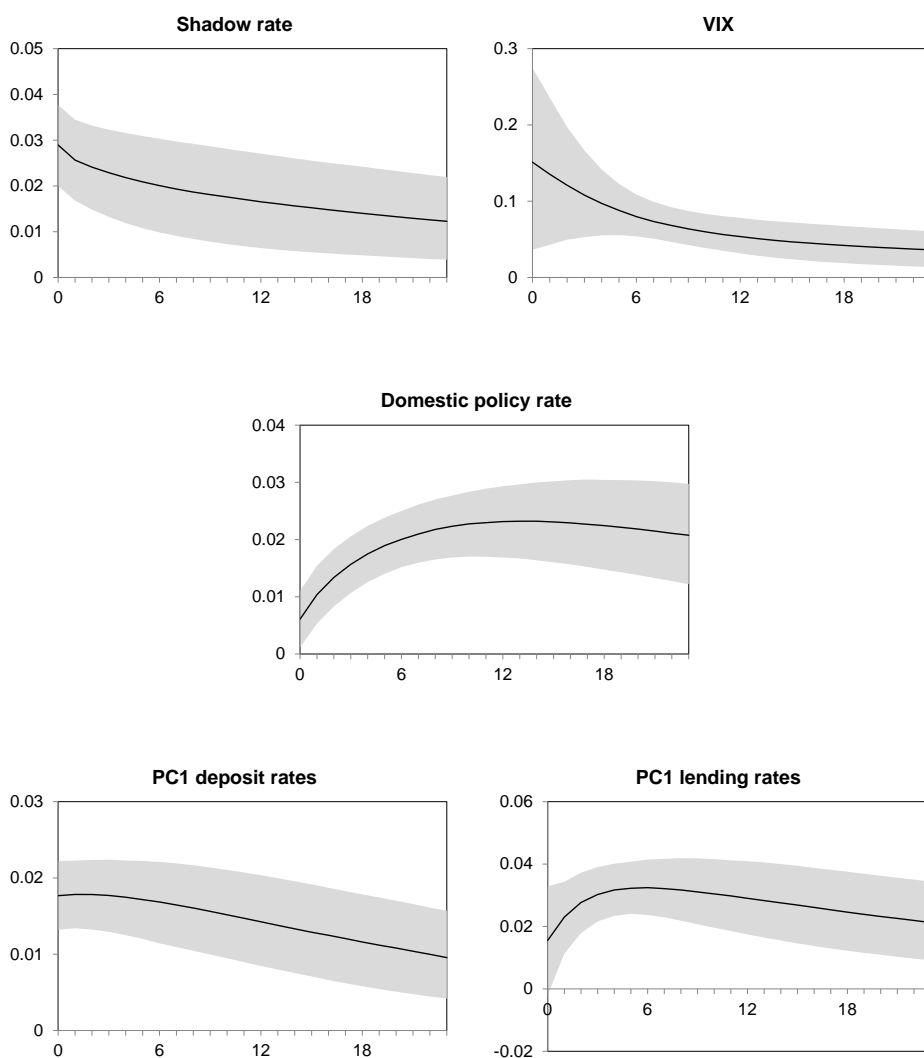 Shadow rate
0.05
0.04
0.03
0.02
0.01
0
0 6 12 18
VIX
0.3
0.2
0.1
0
0 6 12 18
Domestic policy rate
0.04
0.03
0.02
0.01
0
0 6 12 18
PC1 deposit rates
0.03
0.02
0.01
0
0 6 12 18
PC1 lending rates
0.06
0.04
0.02
0
0 6 12 18
-0.02